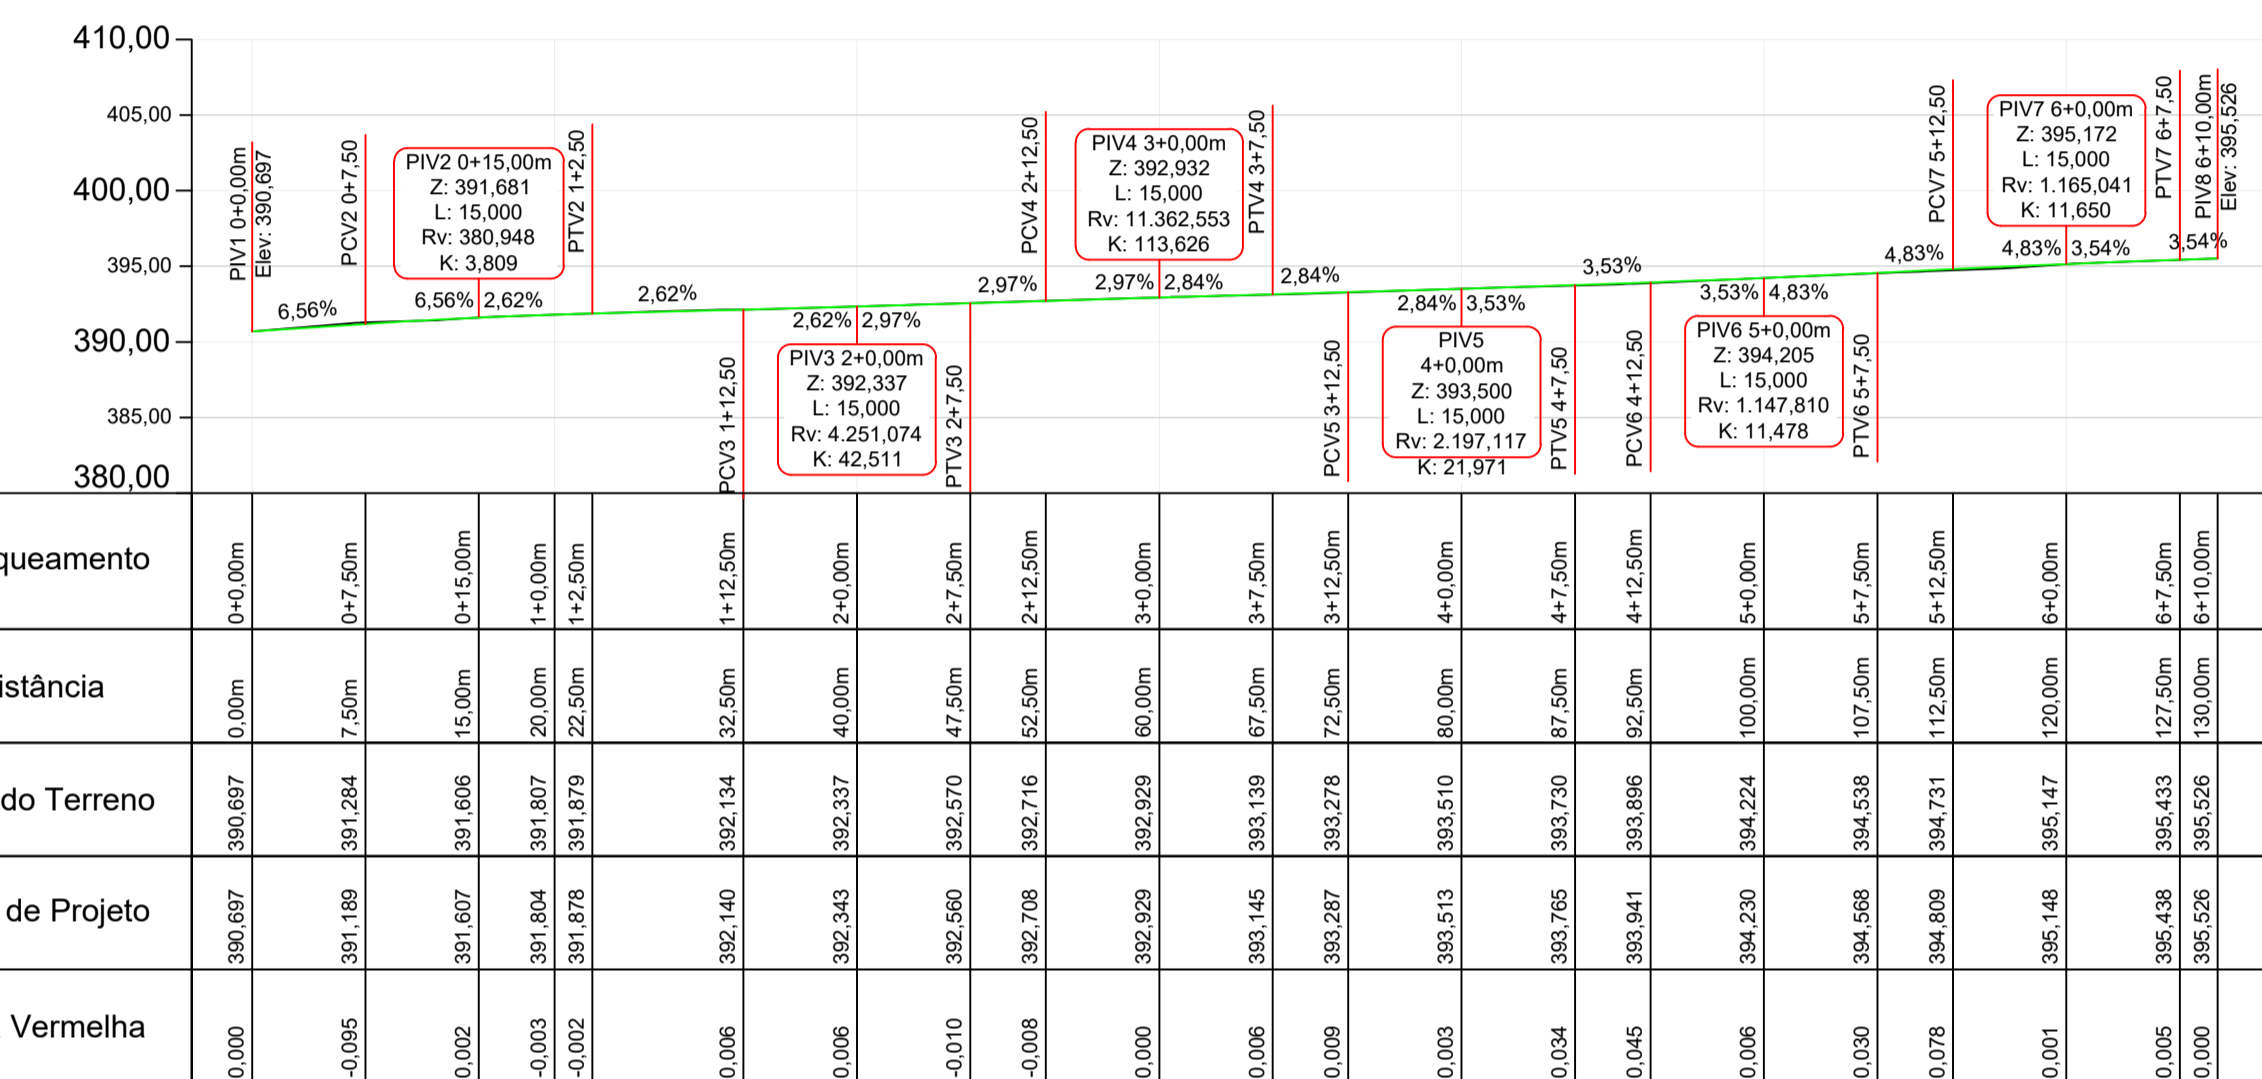 410,00
405,00
400,00
395,00
390,00
385,00
380,00
PIV1 0+0,00m
Elev: 390,697
6,56%
PCV2 0+7,50
PIV2 0+15,00m
Z: 391,681
L: 15,000
Rv: 380,948
K: 3,809
6,56%
2,62%
PTV2 1+2,50
2,62%
PCV3 1+12,50
2,62%
2,97%
PIV3 2+0,00m
Z: 392,337
L: 15,000
Rv: 4.251,074
K: 42,511
PTV3 2+7,50
2,97%
PCV4 2+12,50
PIV4 3+0,00m
Z: 392,932
L: 15,000
Rv: 11.362,553
K: 113,626
2,97%
2,84%
PTV4 3+7,50
2,84%
PCV5 3+12,50
2,84%
3,53%
PIV5
4+0,00m
Z: 393,500
L: 15,000
Rv: 2.197,117
K: 21,971
PTV5 4+7,50
3,53%
PCV6 4+12,50
3,53%
4,83%
PIV6 5+0,00m
Z: 394,205
L: 15,000
Rv: 1.147,810
K: 11,478
PTV6 5+7,50
4,83%
PCV7 5+12,50
PIV7 6+0,00m
Z: 395,172
L: 15,000
Rv: 1.165,041
K: 11,650
4,83%
3,54%
PTV7 6+7,50
3,54%
PIV8 6+10,00m
Elev: 395,526
queamento
0+0,00m
0+7,50m
0+15,00m
1+0,00m
1+2,50m
1+12,50m
2+0,00m
2+7,50m
2+12,50m
3+0,00m
3+7,50m
3+12,50m
4+0,00m
4+7,50m
4+12,50m
5+0,00m
5+7,50m
5+12,50m
6+0,00m
6+7,50m
6+10,00m
istância
0,00m
7,50m
15,00m
20,00m
22,50m
32,50m
40,00m
47,50m
52,50m
60,00m
67,50m
72,50m
80,00m
87,50m
92,50m
100,00m
107,50m
112,50m
120,00m
127,50m
130,00m
do Terreno
390,697
391,284
391,606
391,807
391,879
392,134
392,337
392,570
392,716
392,929
393,139
393,278
393,510
393,730
393,896
394,224
394,538
394,731
395,147
395,433
395,526
de Projeto
390,697
391,189
391,607
391,804
391,878
392,140
392,343
392,560
392,708
392,929
393,145
393,287
393,513
393,765
393,941
394,230
394,568
394,809
395,148
395,438
395,526
Vermelha
0,000
-0,095
0,002
-0,003
-0,002
0,006
0,006
-0,010
-0,008
0,000
0,006
0,009
0,003
0,034
0,045
0,006
0,030
0,078
0,001
0,005
0,000